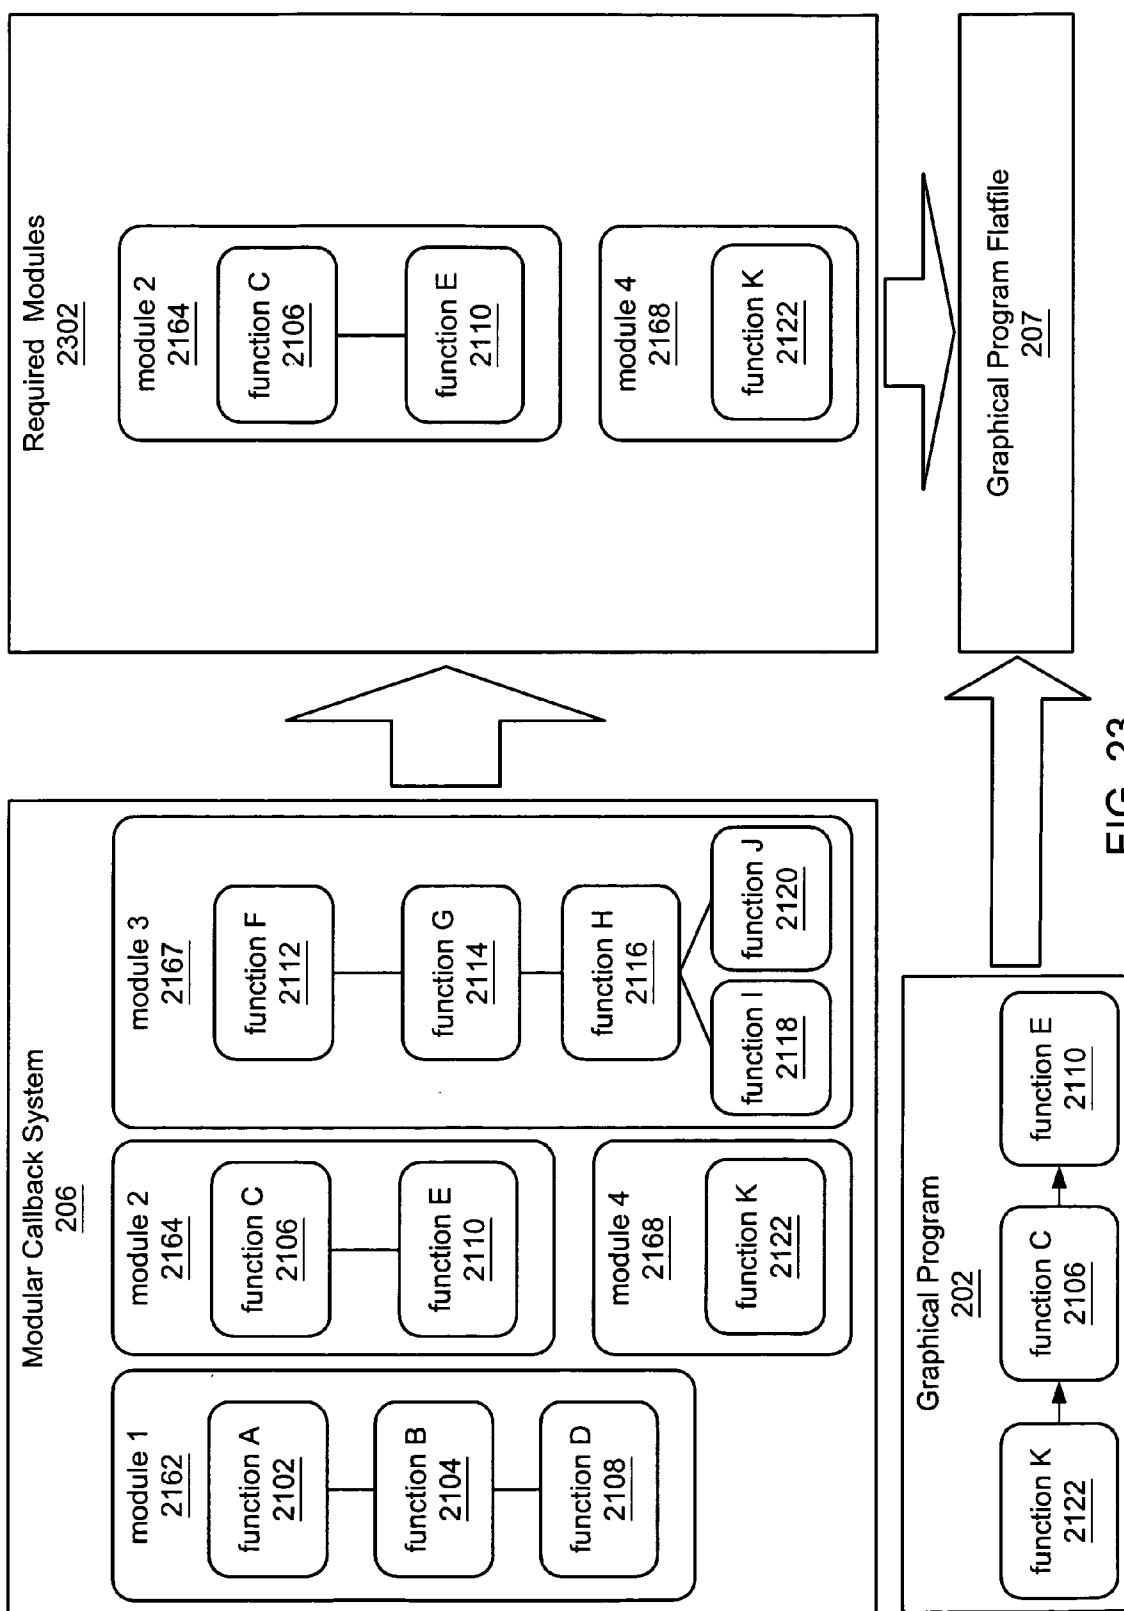 Modular Callback System
206
module 1
2162
function A
2102
function B
2104
function D
2108
module 2
2164
function C
2106
function E
2110
module 4
2168
function K
2122
module 3
2167
function F
2112
function G
2114
function H
2116
function I
2118
function J
2120
Required Modules
2302
module 2
2164
function C
2106
function E
2110
module 4
2168
function K
2122
Graphical Program
202
function K
2122
function C
2106
function E
2110
Graphical Program Flatfile
207
FIG. 23